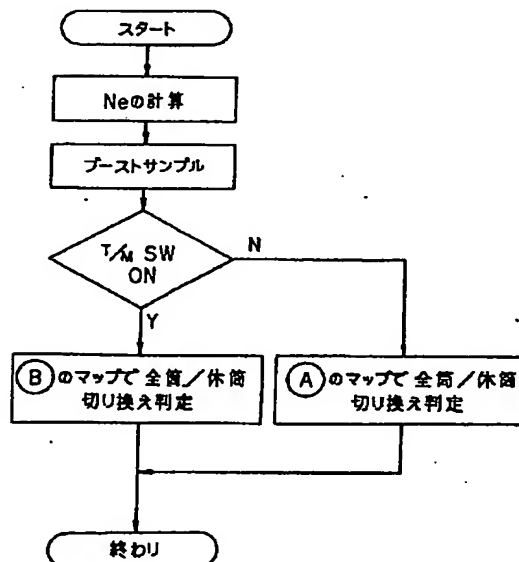 スタート
Neの計算
ブーストサンプル
T/M SW
ON
N
Y
Ⓑのマップで全筒/休筒
切り換え判定
Ⓐのマップで全筒/休筒
切り換え判定
終わり